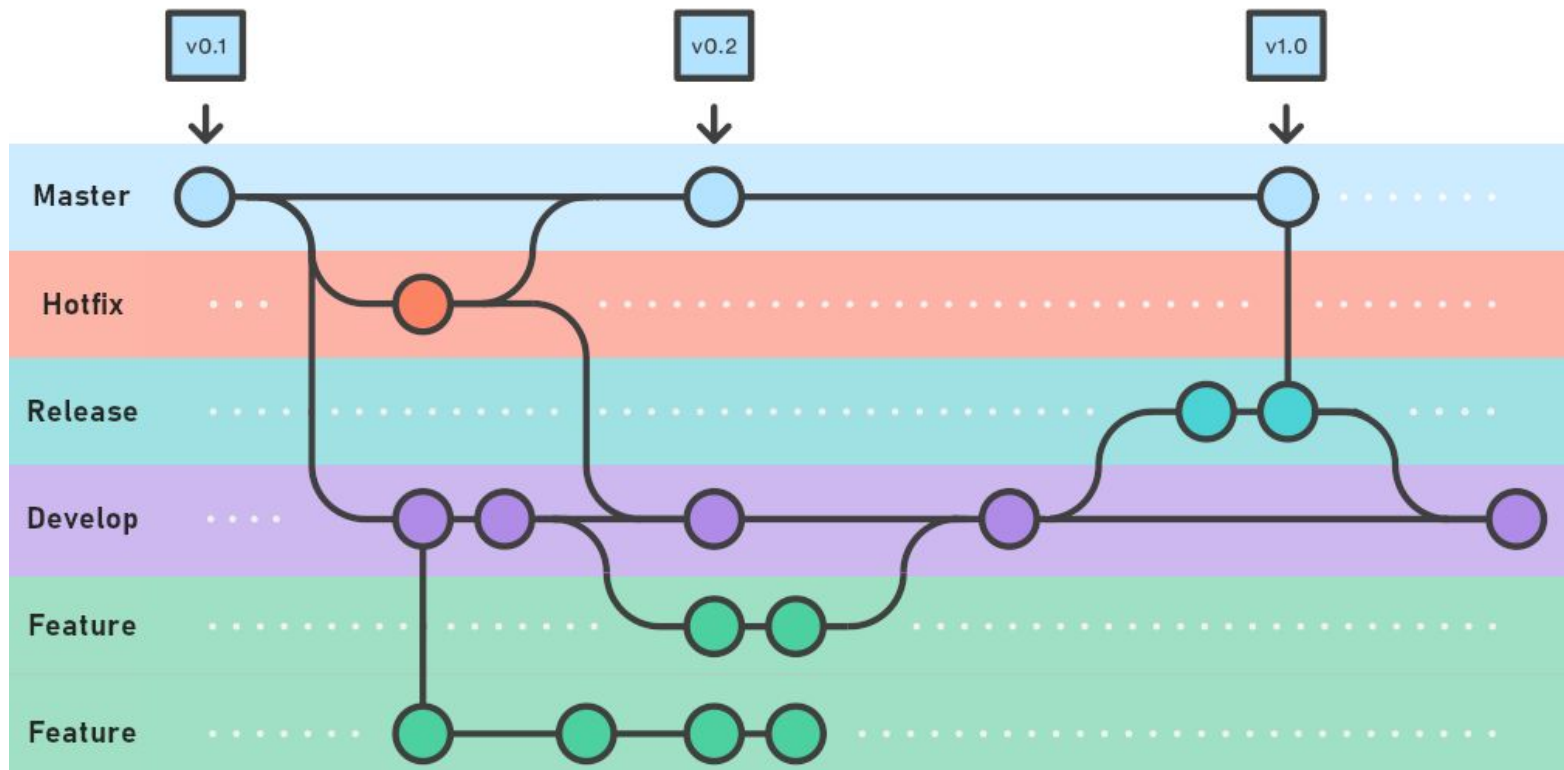 v0.1
v0.2
v1.0
Master
Hotfix
Release
Develop
Feature
Feature